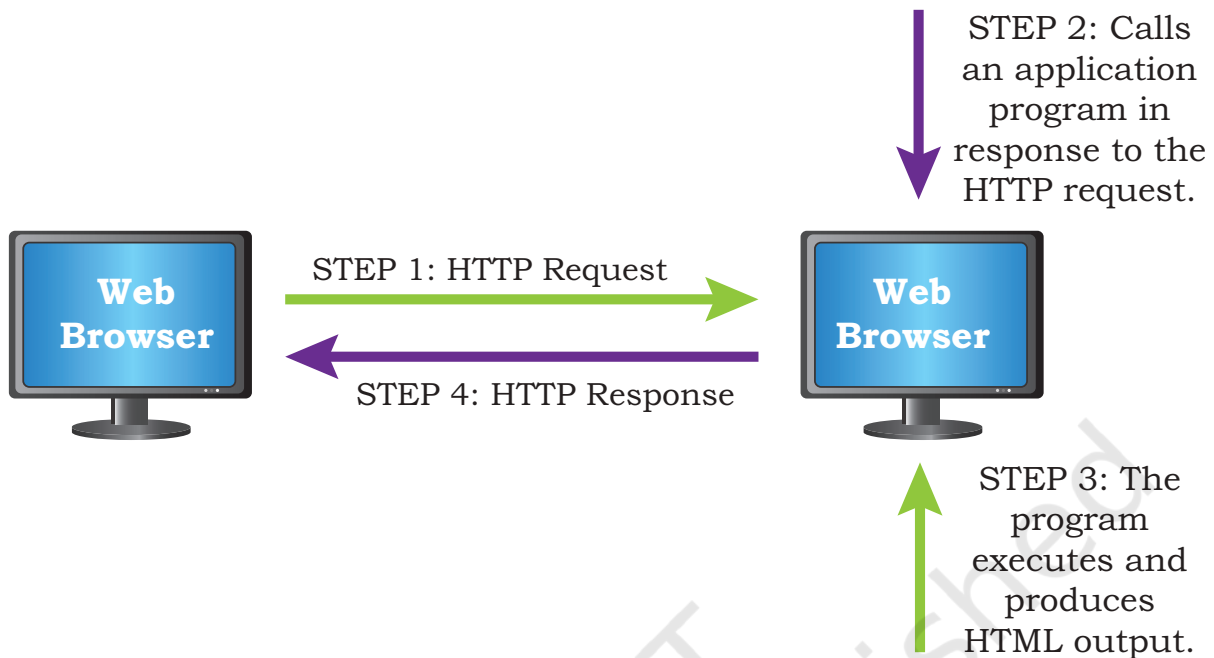 STEP 2: Calls
an application
program in
response to the
HTTP request.
Web
Browser
STEP 1: HTTP Request
STEP 4: HTTP Response
Web
Browser
STEP 3: The
program
executes and
produces
HTML output.